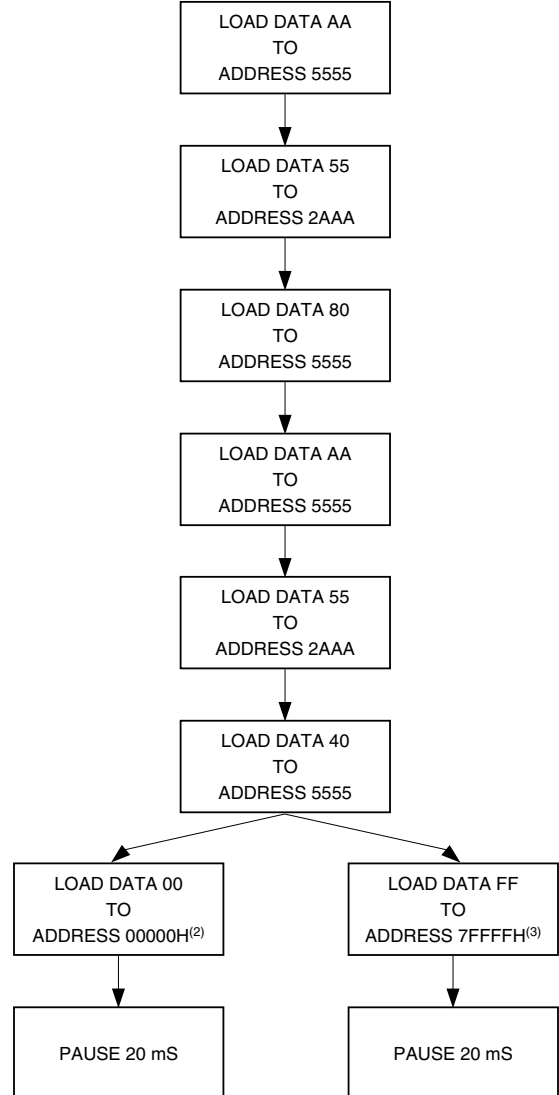 LOAD DATA AA
TO
ADDRESS 5555
LOAD DATA 55
TO
ADDRESS 2AAA
LOAD DATA 80
TO
ADDRESS 5555
LOAD DATA AA
TO
ADDRESS 5555
LOAD DATA 55
TO
ADDRESS 2AAA
LOAD DATA 40
TO
ADDRESS 5555
LOAD DATA 00
TO
ADDRESS 00000H(2)
PAUSE 20 mS
LOAD DATA FF
TO
ADDRESS 7FFFFH(3)
PAUSE 20 mS